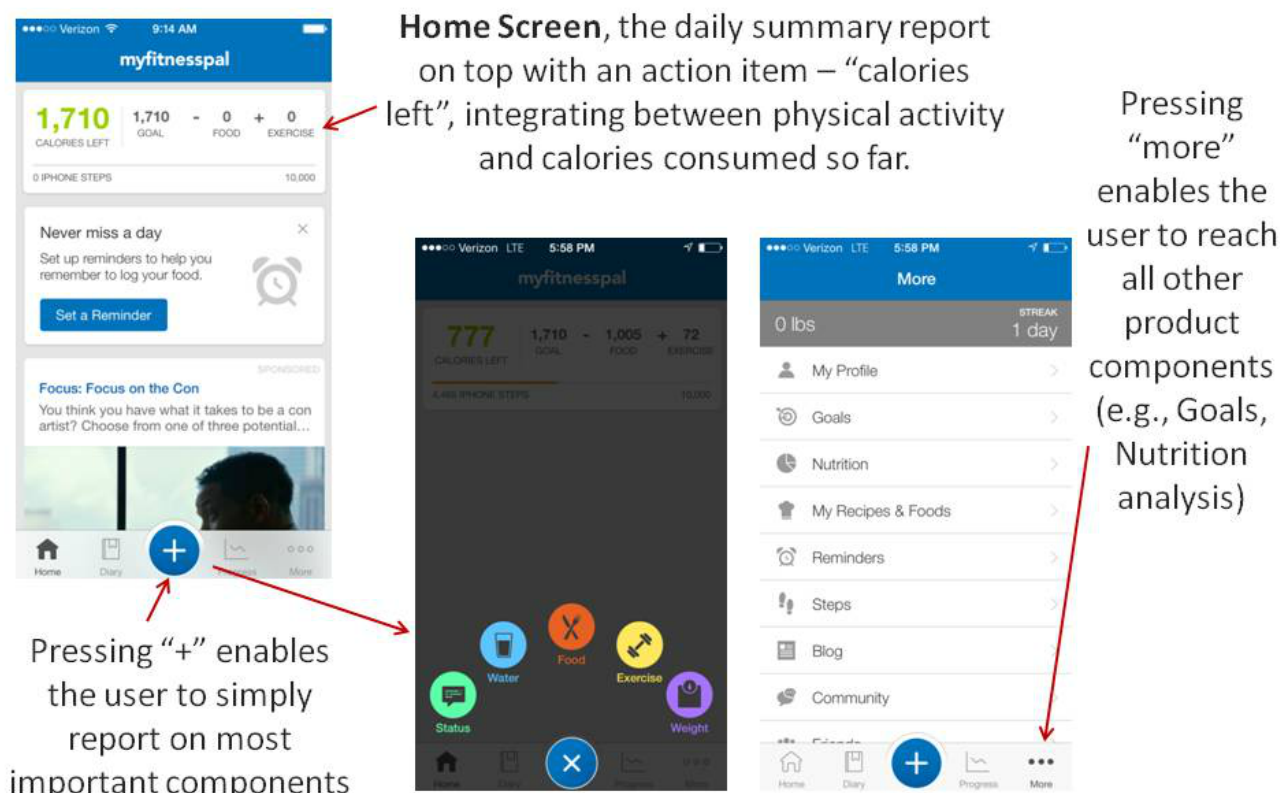 Home Screen, the daily summary report
on top with an action item – “calories
left”, integrating between physical activity
and calories consumed so far.
Verizon 9:14 AM
myfitnesspal
1,710 1,710 - 0 + 0
CALORIES LEFT GOAL FOOD EXERCISE
0 IPHONE STEPS 10,000
Never miss a day
Set up reminders to help you
remember to log your food.
Set a Reminder
SPONSORED
Focus: Focus on the Con
You think you have what it takes to be a con
artist? Choose from one of three potential...
Home Diary + Progress More
Pressing “+” enables
the user to simply
report on most
important components
Verizon LTE 5:58 PM
myfitnesspal
777 1,710 - 1,005 + 72
CALORIES LEFT GOAL FOOD EXERCISE
IPHONE STEPS 10,000
Food
Water Exercise
Status Weight
Home Diary Progress More
Verizon LTE 5:58 PM
More
STREAK
0 lbs 1 day
My Profile
Goals
Nutrition
My Recipes & Foods
Reminders
Steps
Blog
Community
Friends
Home Diary + Progress More
Pressing
“more”
enables the
user to reach
all other
product
components
(e.g., Goals,
Nutrition
analysis)